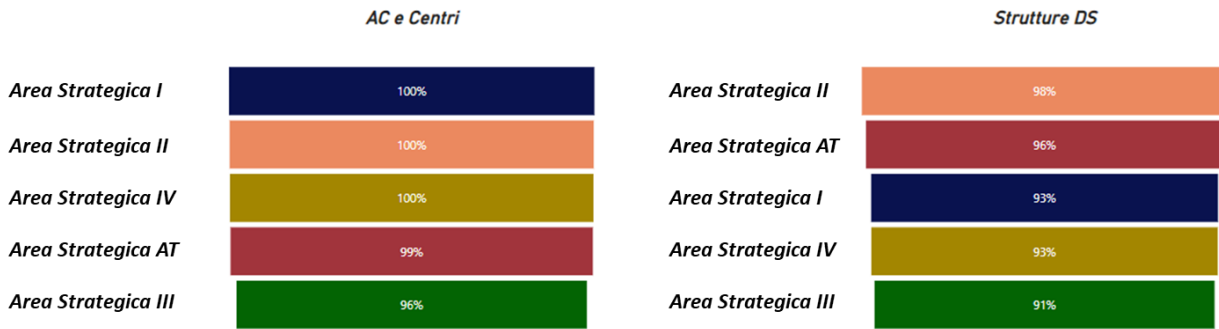 AC e Centri
Area Strategica I
100%
Area Strategica II
100%
Area Strategica IV
100%
Area Strategica AT
99%
Area Strategica III
96%
Strutture DS
Area Strategica II
98%
Area Strategica AT
96%
Area Strategica I
93%
Area Strategica IV
93%
Area Strategica III
91%